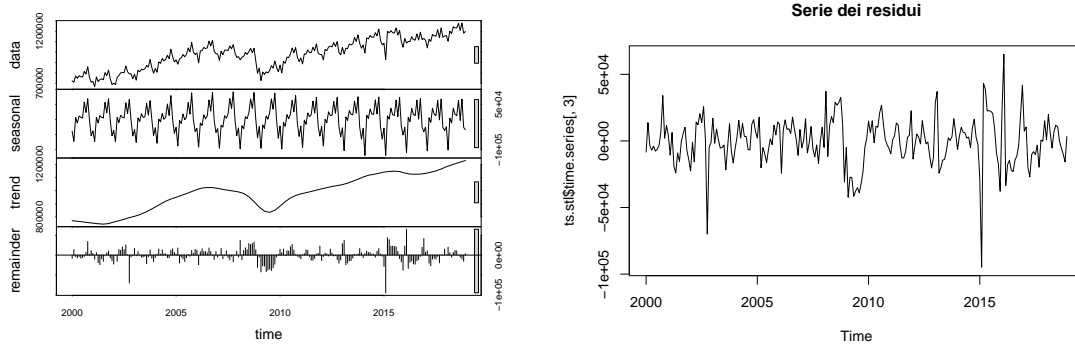 data
700000
1200000
seasonal
-1e+05
5e+04
trend
800000
1200000
remainder
-1e+05
0e+00
2000
2005
2010
2015
time
Serie dei residui
ts.stl$time.series[, 3]
5e+04
0e+00
-5e+04
-1e+05
2000
2005
2010
2015
Time